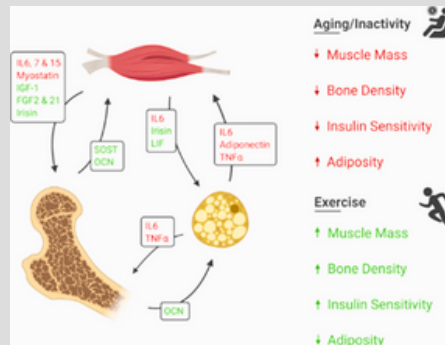 IL6, 7 & 15
Myostatin
IGF-1
FGF2 & 21
Irisin
SOST
OCN
IL6
Irisin
LIF
IL6
Adiponectin
TNFα
IL6
TNFα
OCN
Aging/Inactivity
↓ Muscle Mass
↓ Bone Density
↓ Insulin Sensitivity
↑ Adiposity
Exercise
↑ Muscle Mass
↑ Bone Density
↑ Insulin Sensitivity
↓ Adiposity